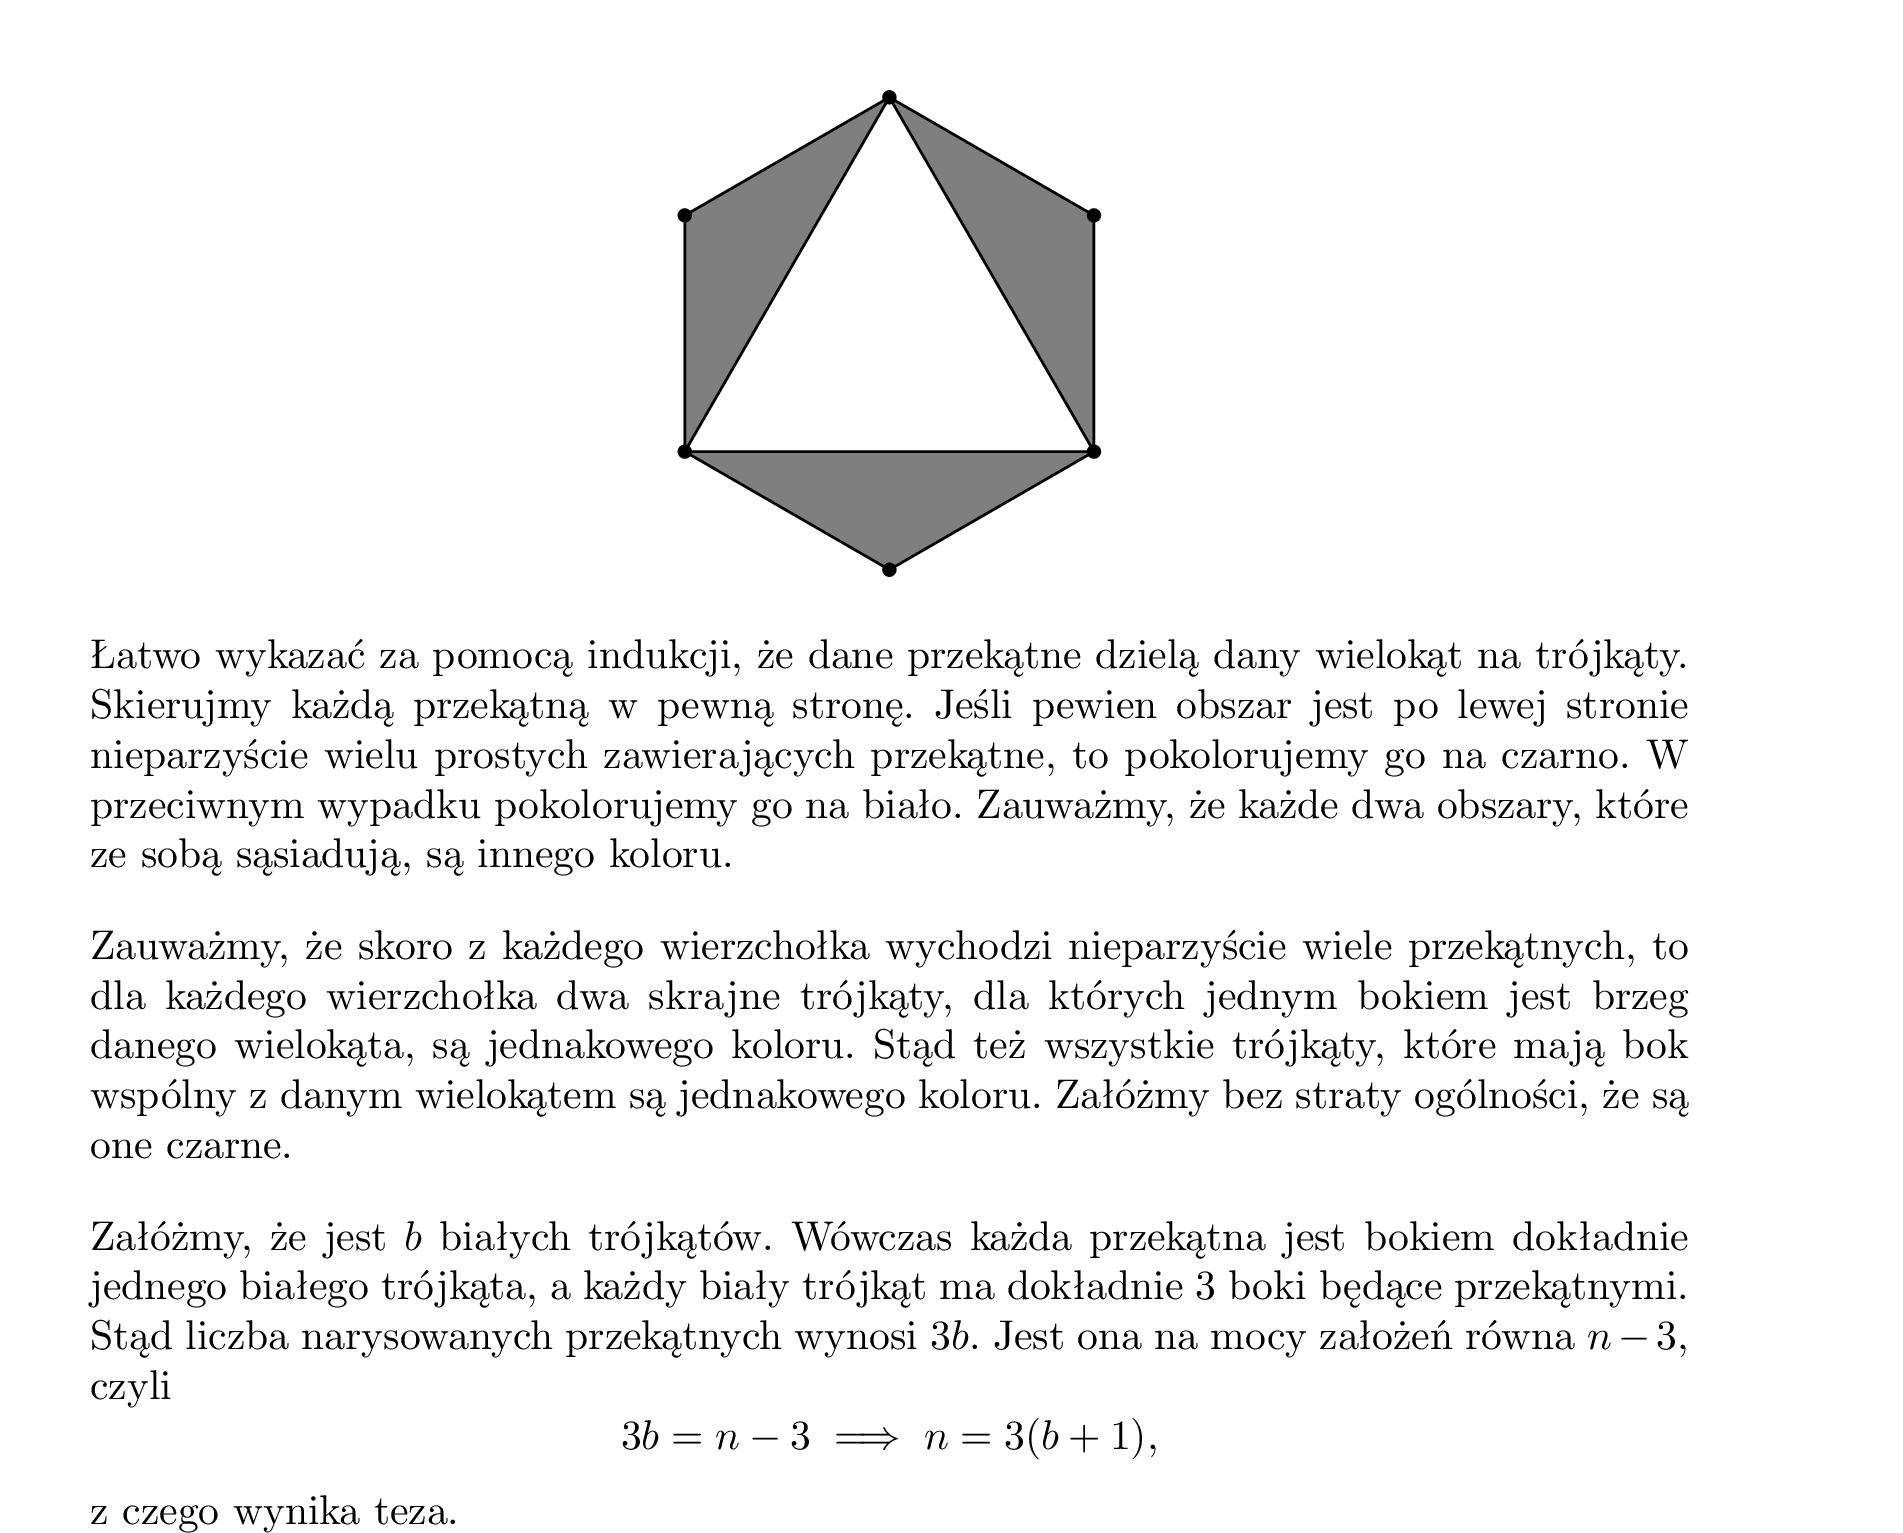 Łatwo wykazać za pomocą indukcji, że dane przekątne dzielą dany wielokąt na trójkąty.
Skierujmy każdą przekątną w pewną stronę. Jeśli pewien obszar jest po lewej stronie
nieparzyście wielu prostych zawierających przekątne, to pokolorujemy go na czarno. W
przeciwnym wypadku pokolorujemy go na biało. Zauważmy, że każde dwa obszary, które
ze sobą sąsiadują, są innego koloru.
Zauważmy, że skoro z każdego wierzchołka wychodzi nieparzyście wiele przekątnych, to
dla każdego wierzchołka dwa skrajne trójkąty, dla których jednym bokiem jest brzeg
danego wielokąta, są jednakowego koloru. Stąd też wszystkie trójkąty, które mają bok
wspólny z danym wielokątem są jednakowego koloru. Załóżmy bez straty ogólności, że są
one czarne.
Załóżmy, że jest b białych trójkątów. Wówczas każda przekątna jest bokiem dokładnie
jednego białego trójkąta, a każdy biały trójkąt ma dokładnie 3 boki będące przekątnymi.
Stąd liczba narysowanych przekątnych wynosi 3b. Jest ona na mocy założeń równa n − 3,
czyli
3b = n − 3 ⟹ n = 3(b + 1),
z czego wynika teza.